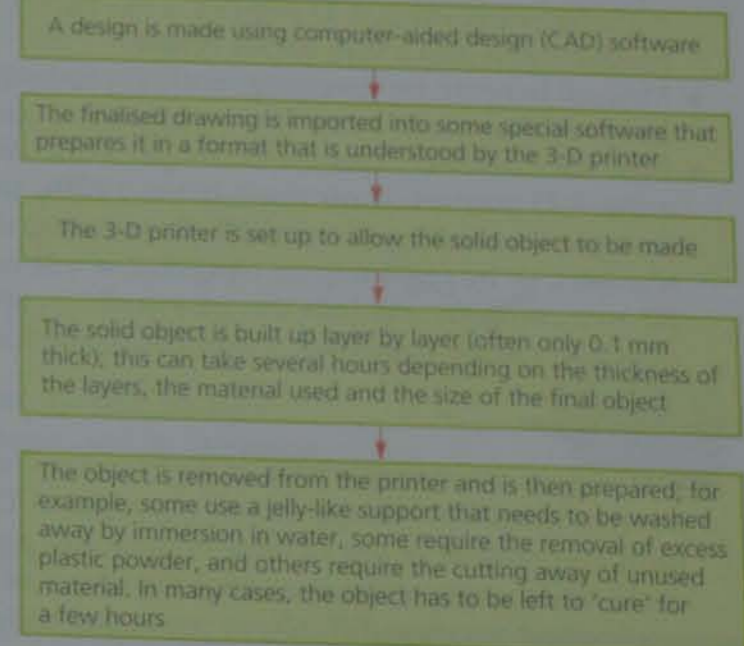 A design is made using computer-aided design (CAD) software
The finalised drawing is imported into some special software that
prepares it in a format that is understood by the 3-D printer
The 3-D printer is set up to allow the solid object to be made
The solid object is built up layer by layer (often only 0.1 mm
thick); this can take several hours depending on the thickness of
the layers, the material used and the size of the final object
The object is removed from the printer and is then prepared; for
example, some use a jelly-like support that needs to be washed
away by immersion in water, some require the removal of excess
plastic powder, and others require the cutting away of unused
material. In many cases, the object has to be left to 'cure' for
a few hours